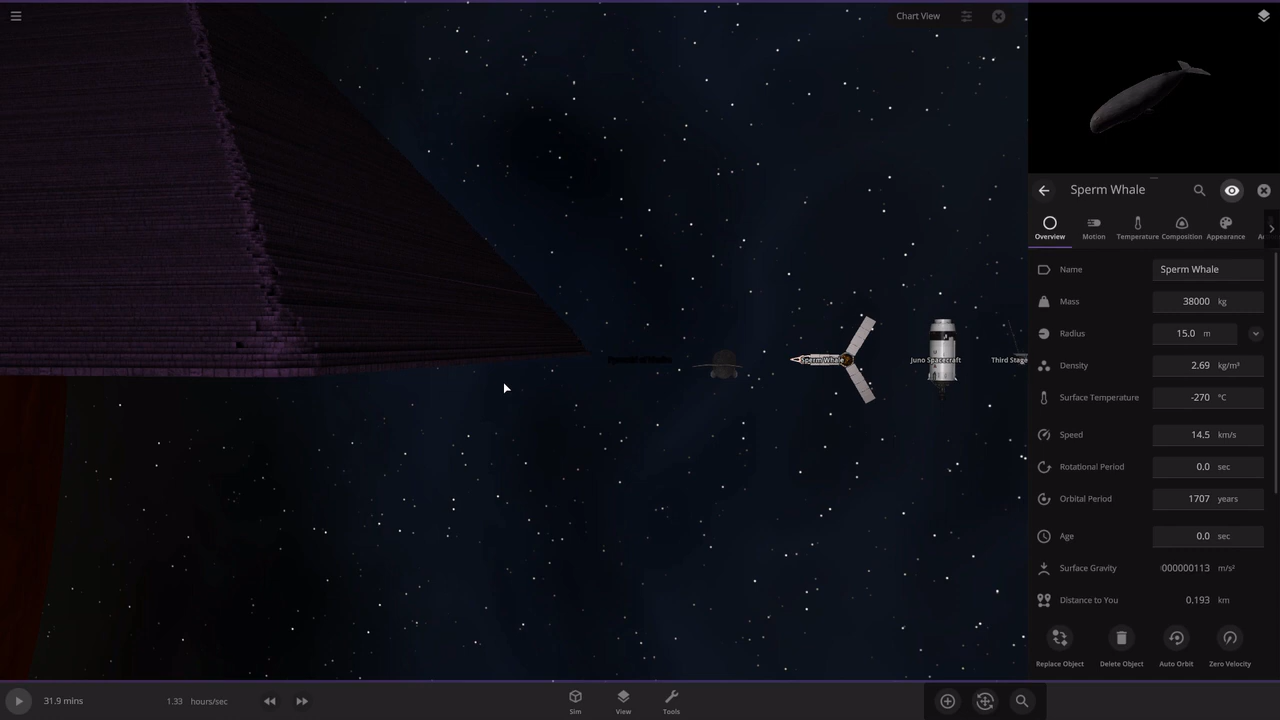 Chart View
Sperm Whale
Overview
Motion
Temperature
Composition
Appearance
Name
Sperm Whale
Mass
38000 kg
Radius
15.0 m
Density
2.69 kg/m³
Surface Temperature
-270 °C
Speed
14.5 km/s
Rotational Period
0.0 sec
Orbital Period
1707 years
Age
0.0 sec
Surface Gravity
000000113 m/s²
Distance to You
0.193 km
Replace Object
Delete Object
Auto Orbit
Zero Velocity
Sperm Whale
Juno Spacecraft
Third Stage
31.9 mins
1.33 hours/sec
Sim
View
Tools